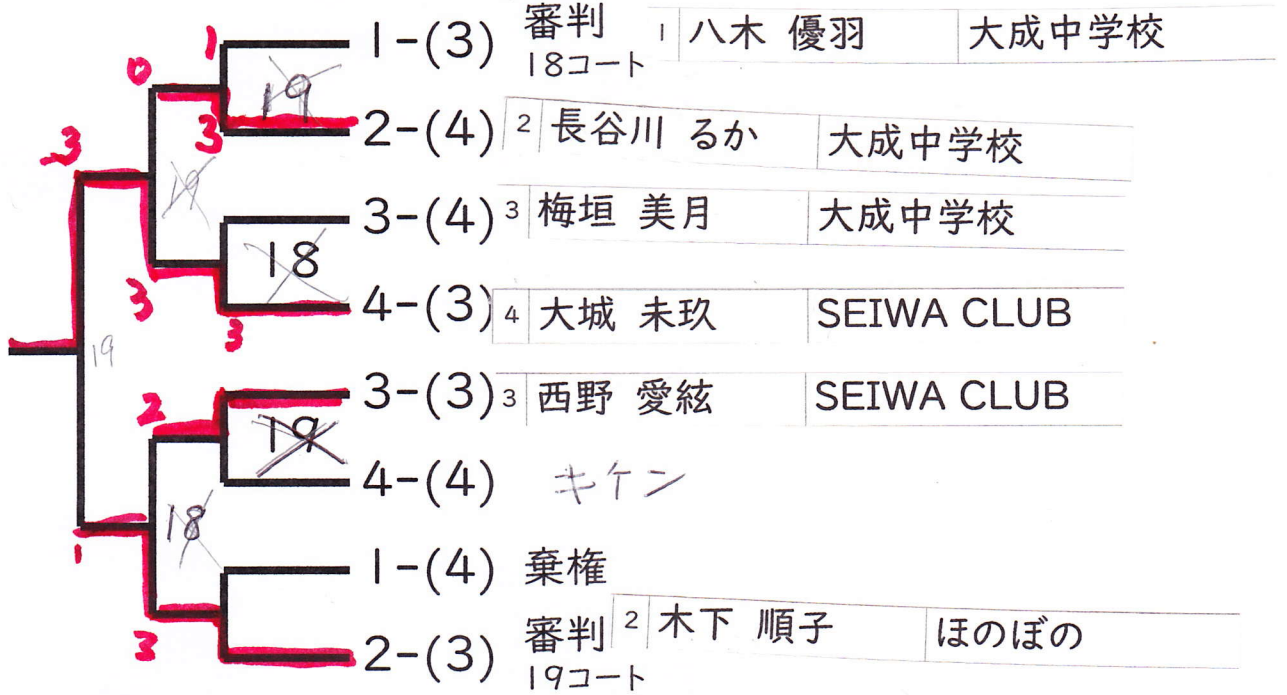 1-(3) 審判 1 八木 優羽 大成中学校
18コート
1
0
19
3
2-(4) 2 長谷川 るか 大成中学校
3
19
3-(4) 3 梅垣 美月 大成中学校
18
3
4-(3) 4 大城 未玖 SEIWA CLUB
3
19
3-(3) 3 西野 愛絃 SEIWA CLUB
2
19
4-(4) キケン
18
1
1-(4) 棄権
3
2-(3) 審判 2 木下 順子 ほのぼの
19コート